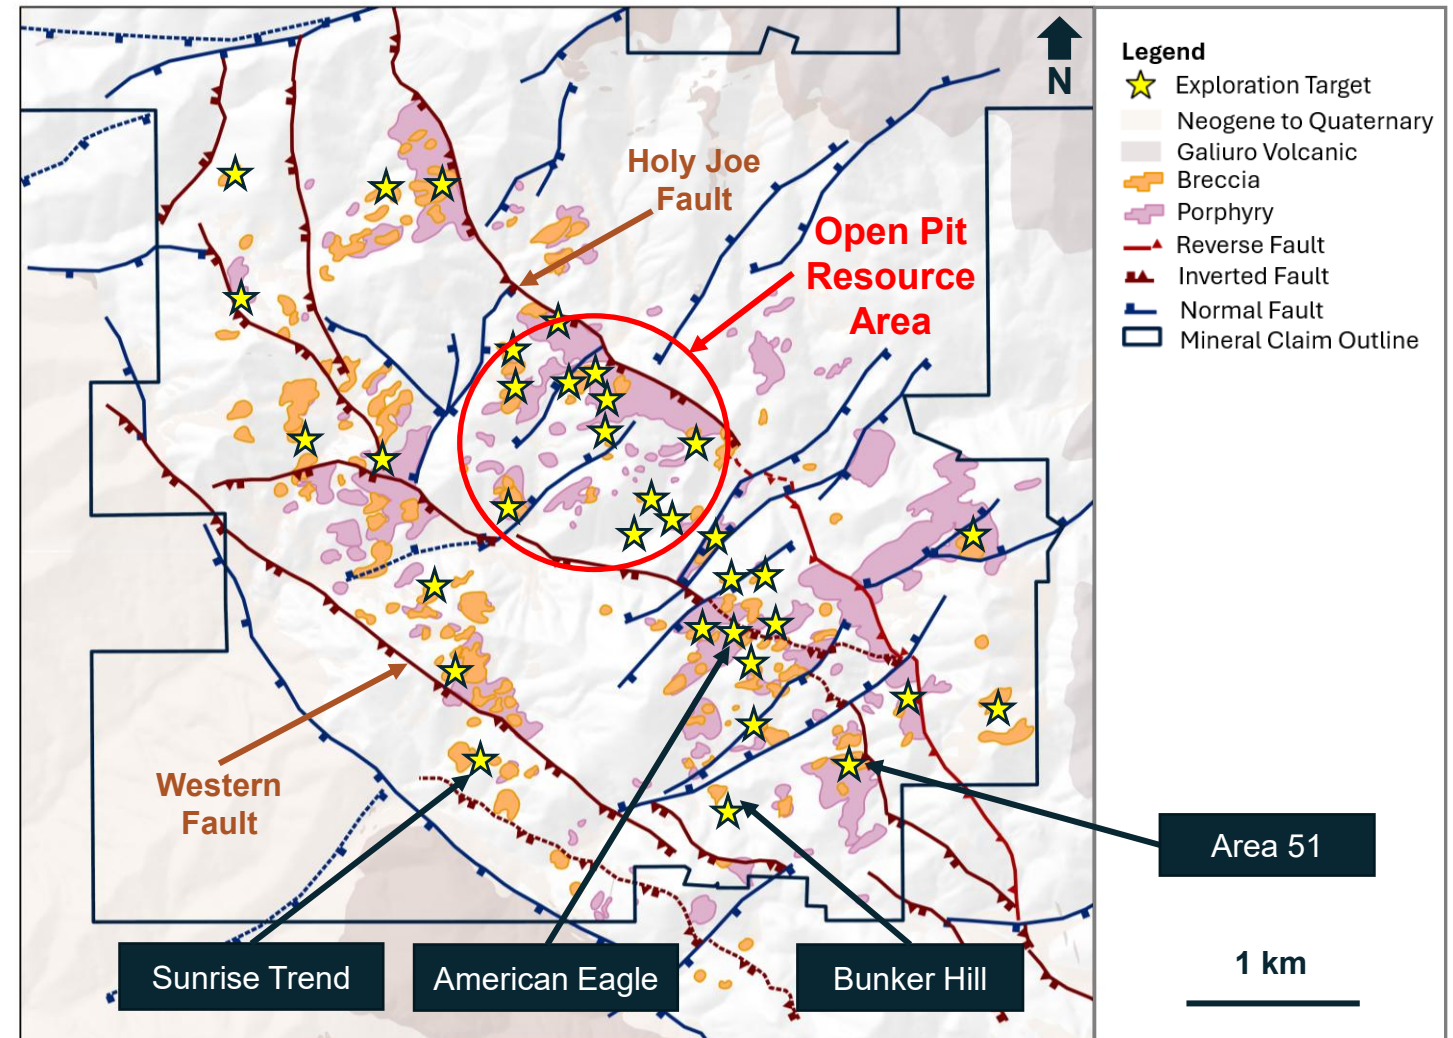 Holy Joe
Fault
Open Pit
Resource
Area
Western
Fault
Sunrise Trend
American Eagle
Bunker Hill
Area 51
N
Legend
Exploration Target
Neogene to Quaternary
Galiuro Volcanic
Breccia
Porphyry
Reverse Fault
Inverted Fault
Normal Fault
Mineral Claim Outline
1 km